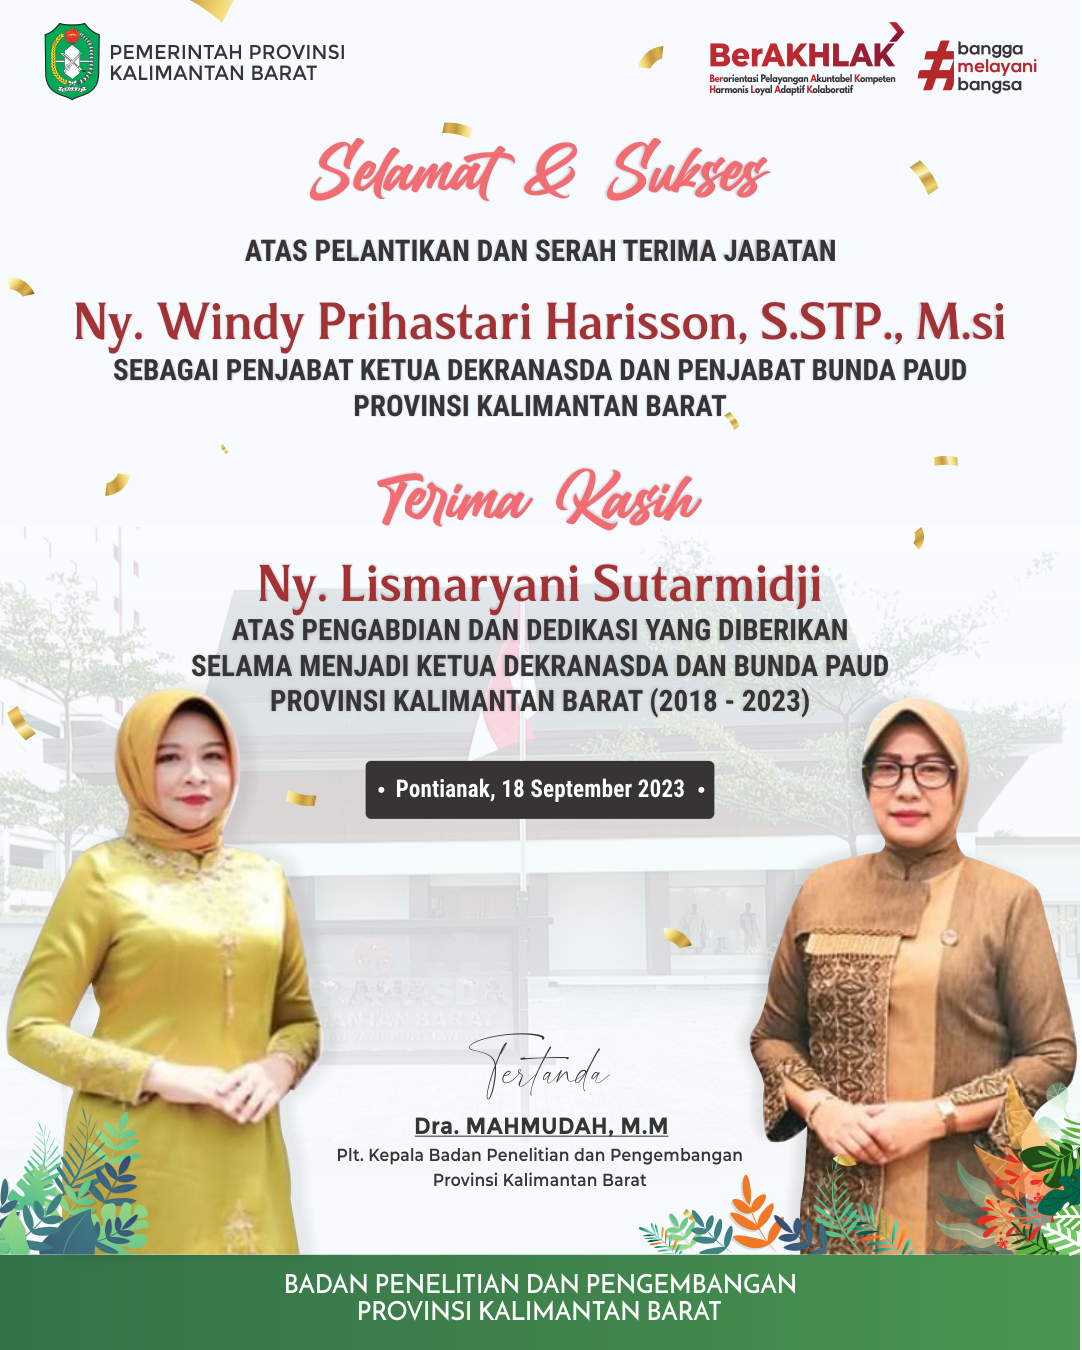 PEMERINTAH PROVINSI
KALIMANTAN BARAT
BerAKHLAK
Berorientasi Pelayangan Akuntabel Kompeten
Harmonis Loyal Adaptif Kolaboratif
#bangga
melayani
bangsa
Selamat & Sukses
ATAS PELANTIKAN DAN SERAH TERIMA JABATAN
Ny. Windy Prihastari Harisson, S.STP., M.si
SEBAGAI PENJABAT KETUA DEKRANASDA DAN PENJABAT BUNDA PAUD
PROVINSI KALIMANTAN BARAT
Terima Kasih
Ny. Lismaryani Sutarmidji
ATAS PENGABDIAN DAN DEDIKASI YANG DIBERIKAN
SELAMA MENJADI KETUA DEKRANASDA DAN BUNDA PAUD
PROVINSI KALIMANTAN BARAT (2018 - 2023)
• Pontianak, 18 September 2023 •
Tertanda
Dra. MAHMUDAH, M.M
Plt. Kepala Badan Penelitian dan Pengembangan
Provinsi Kalimantan Barat
BADAN PENELITIAN DAN PENGEMBANGAN
PROVINSI KALIMANTAN BARAT